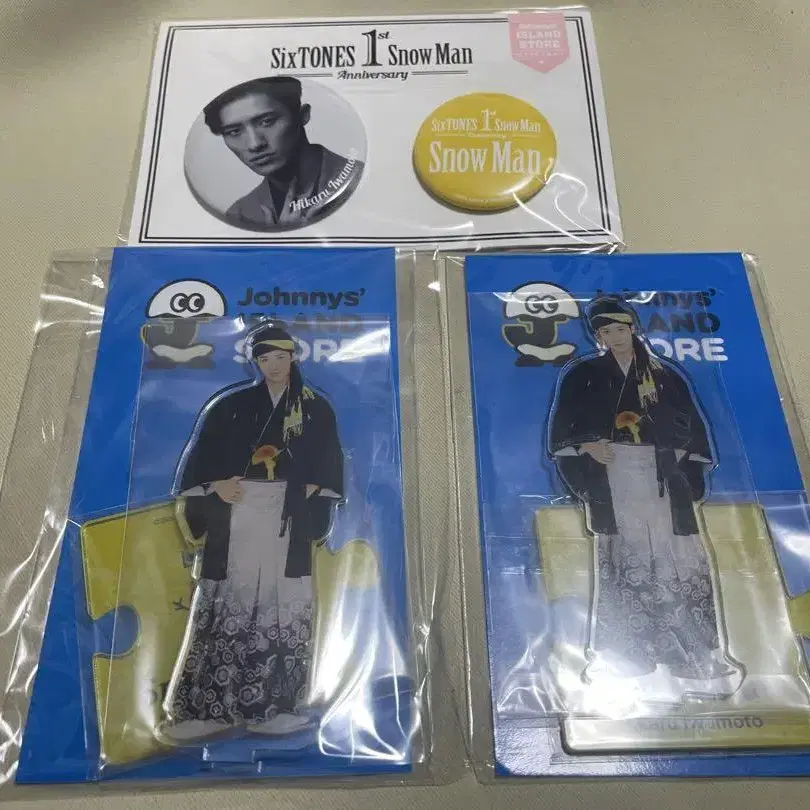 SixTONES 1st Snow Man
Anniversary
ISLAND
STORE
Hikaru Iwamoto
SixTONES 1st Snow Man
Anniversary
Snow Man
Johnnys'
ISLAND
STORE
Johnnys'
ISLAND
STORE
Iwamoto